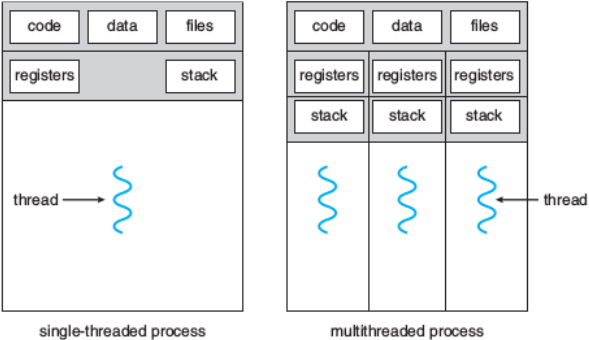 code data files
registers stack
thread
single-threaded process
code data files
registers registers registers
stack stack stack
thread
multithreaded process